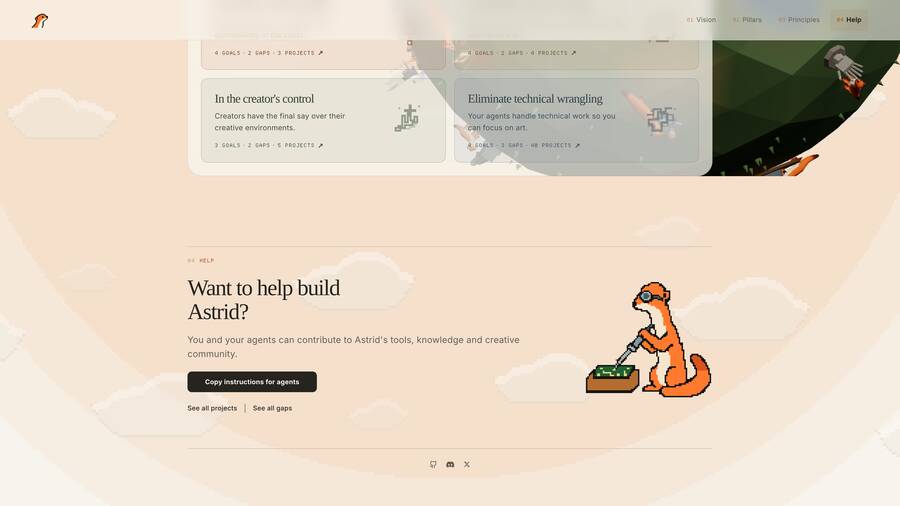 01 Vision
02 Pillars
03 Principles
04 Help
4 GOALS · 2 GAPS · 3 PROJECTS ↗
4 GOALS · 2 GAPS · 4 PROJECTS ↗
In the creator's control
Creators have the final say over their
creative environments.
3 GOALS · 2 GAPS · 5 PROJECTS ↗
Eliminate technical wrangling
Your agents handle technical work so you
can focus on art.
4 GOALS · 3 GAPS · 40 PROJECTS ↗
04 HELP
Want to help build
Astrid?
You and your agents can contribute to Astrid's tools, knowledge and creative
community.
Copy instructions for agents
See all projects | See all gaps